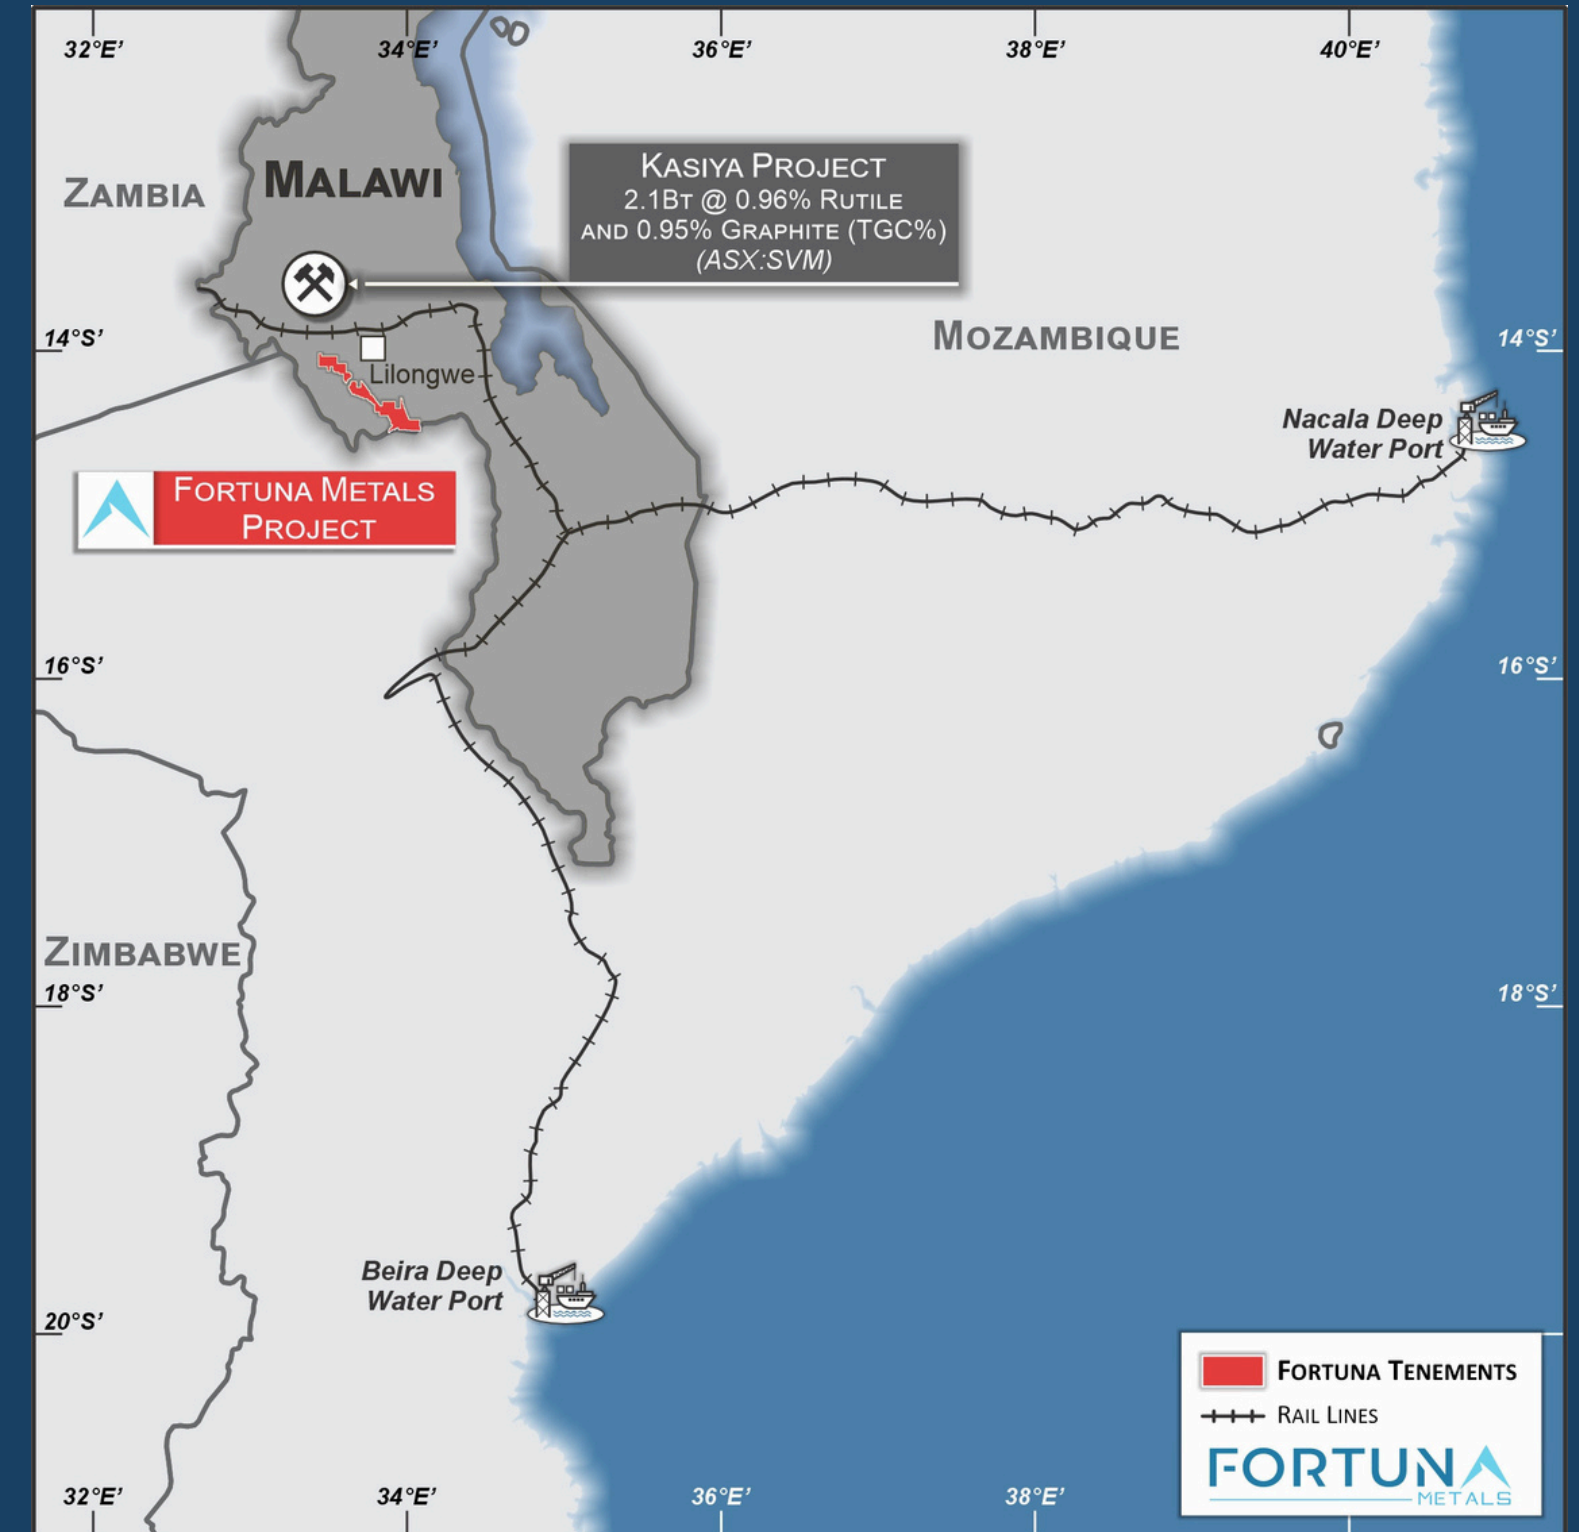 32°E’
34°E’
36°E’
38°E’
40°E’
ZAMBIA
MALAWI
KASIYA PROJECT
2.1BT @ 0.96% RUTILE
AND 0.95% GRAPHITE (TGC%)
(ASX:SVM)
14°S’
MOZAMBIQUE
14°S’
Lilongwe
Nacala Deep
Water Port
FORTUNA METALS
PROJECT
16°S’
16°S’
ZIMBABWE
18°S’
18°S’
Beira Deep
Water Port
20°S’
FORTUNA TENEMENTS
RAIL LINES
FORTUNA
METALS
32°E’
34°E’
36°E’
38°E’